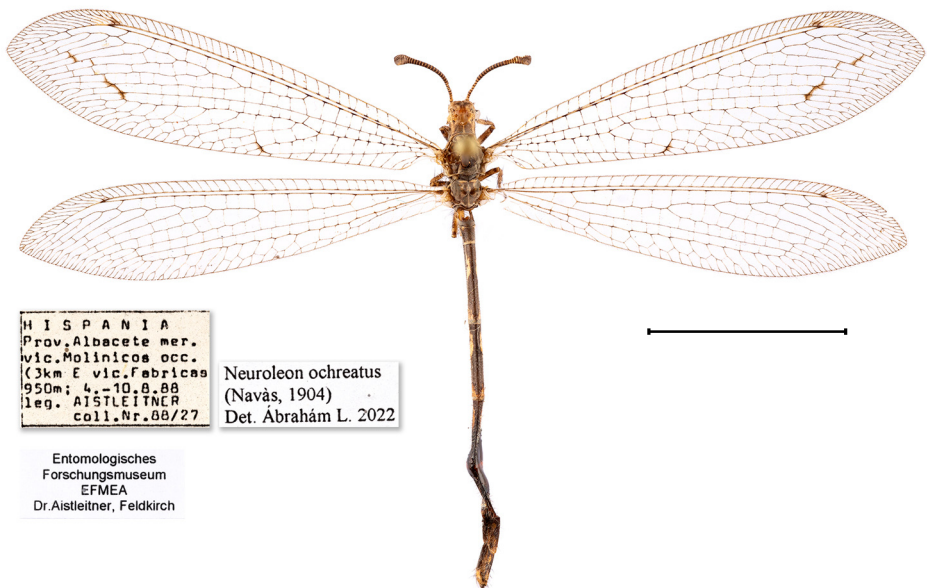 H I S P A N I A
Prov.Albacete mer.
vic.Molinicos occ.
(3km E vic.Fabricas
950m; 4.-10.8.88
leg. AISTLEITNER
coll.Nr.88/27
Neuroleon ochreatus
(Navàs, 1904)
Det. Ábrahám L. 2022
Entomologisches
Forschungsmuseum
EFMEA
Dr.Aistleitner, Feldkirch